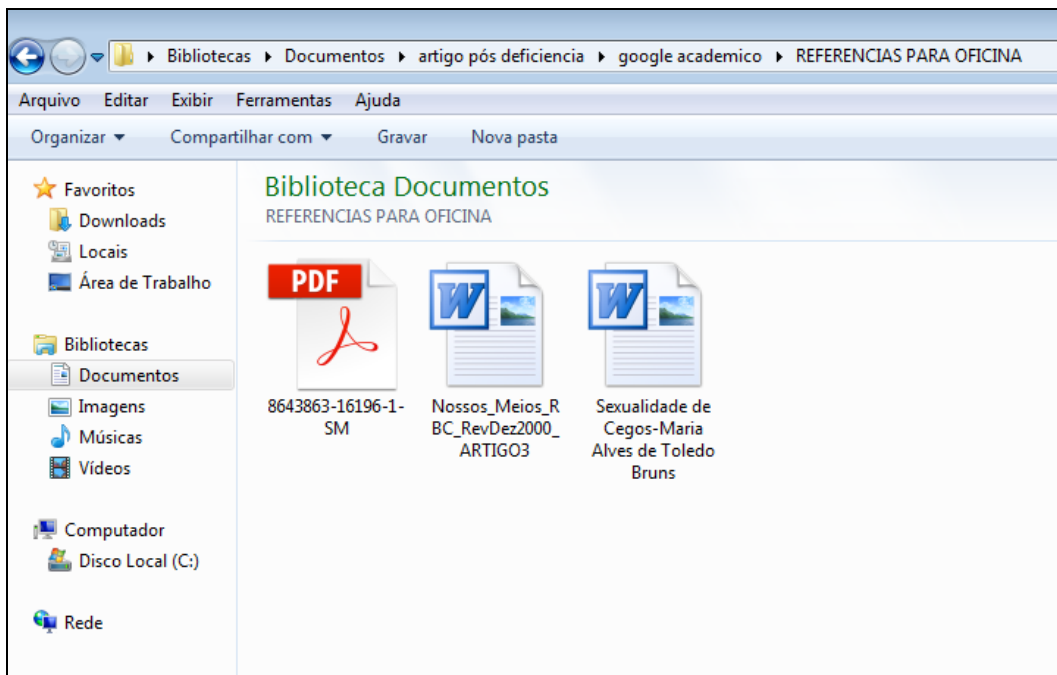 Bibliotecas Documentos artigo pós deficiencia google academico REFERENCIAS PARA OFICINA
Arquivo Editar Exibir Ferramentas Ajuda
Organizar Compartilhar com Gravar Nova pasta
Favoritos
Downloads
Locais
Área de Trabalho
Bibliotecas
Documentos
Imagens
Músicas
Vídeos
Computador
Disco Local (C:)
Rede
Biblioteca Documentos
REFERENCIAS PARA OFICINA
PDF
8643863-16196-1-
SM
W
Nossos_Meios_R
BC_RevDez2000_
ARTIGO3
W
Sexualidade de
Cegos-Maria
Alves de Toledo
Bruns